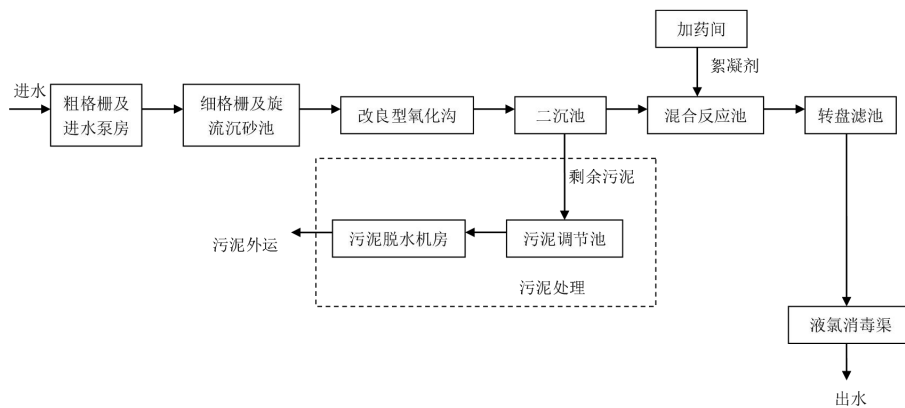 加药间
絮凝剂
进水
粗格栅及
进水泵房
细格栅及旋
流沉砂池
改良型氧化沟
二沉池
混合反应池
转盘滤池
剩余污泥
污泥外运
污泥脱水机房
污泥调节池
污泥处理
液氯消毒渠
出水